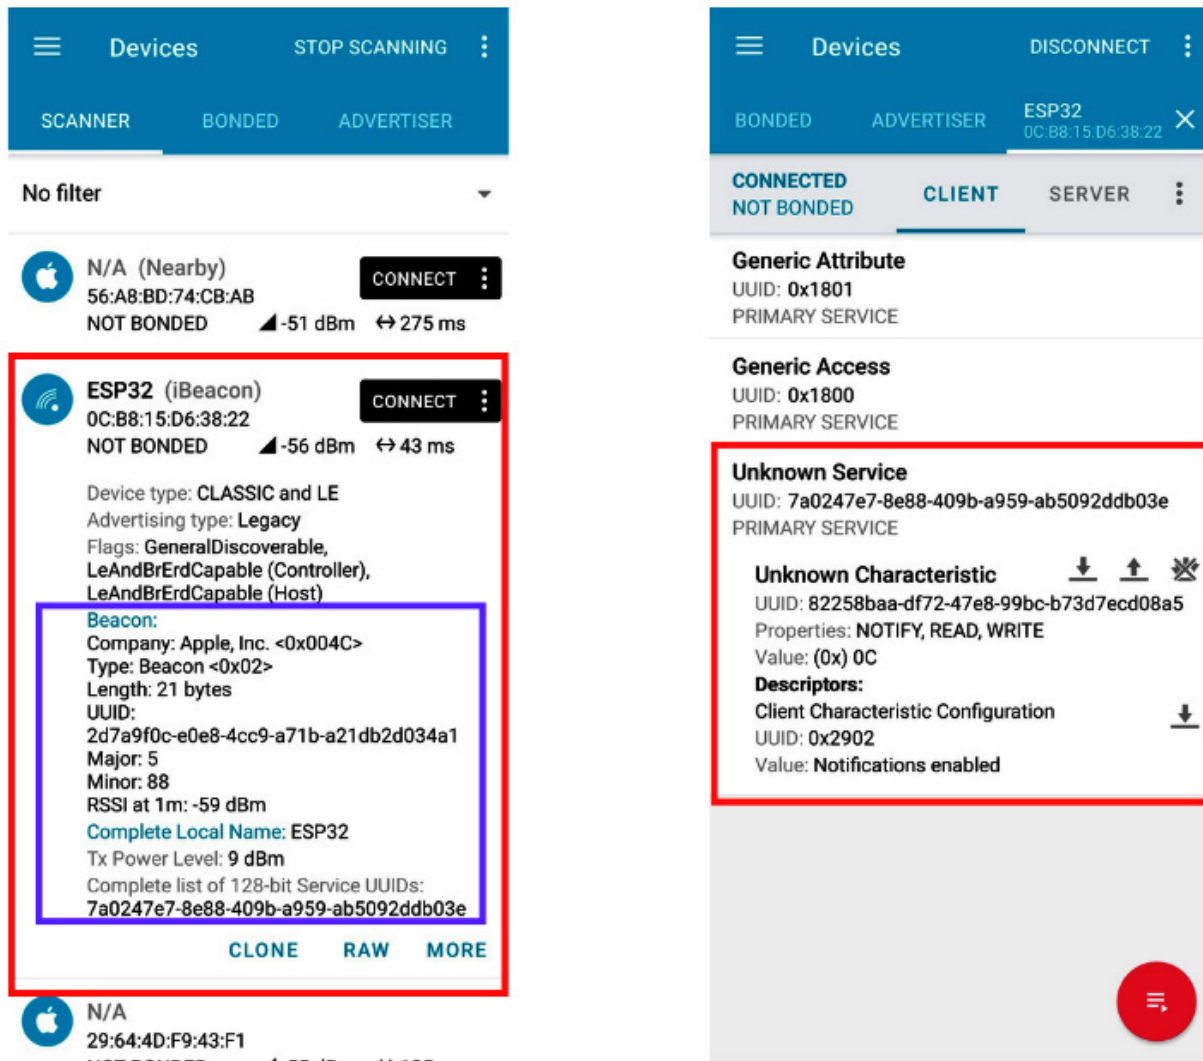 Devices STOP SCANNING
SCANNER BONDED ADVERTISER
No filter
N/A (Nearby)
CONNECT
56:A8:BD:74:CB:AB
NOT BONDED -51 dBm 275 ms
ESP32 (iBeacon)
CONNECT
0C:B8:15:D6:38:22
NOT BONDED -56 dBm 43 ms
Device type: CLASSIC and LE
Advertising type: Legacy
Flags: GeneralDiscoverable,
LeAndBrErdCapable (Controller),
LeAndBrErdCapable (Host)
Beacon:
Company: Apple, Inc. <0x004C>
Type: Beacon <0x02>
Length: 21 bytes
UUID:
2d7a9f0c-e0e8-4cc9-a71b-a21db2d034a1
Major: 5
Minor: 88
RSSI at 1m: -59 dBm
Complete Local Name: ESP32
Tx Power Level: 9 dBm
Complete list of 128-bit Service UUIDs:
7a0247e7-8e88-409b-a959-ab5092ddb03e
CLONE RAW MORE
N/A
29:64:4D:F9:43:F1
Devices DISCONNECT
BONDED ADVERTISER ESP32
0C:B8:15:D6:38:22
CONNECTED
NOT BONDED
CLIENT SERVER
Generic Attribute
UUID: 0x1801
PRIMARY SERVICE
Generic Access
UUID: 0x1800
PRIMARY SERVICE
Unknown Service
UUID: 7a0247e7-8e88-409b-a959-ab5092ddb03e
PRIMARY SERVICE
Unknown Characteristic
UUID: 82258baa-df72-47e8-99bc-b73d7ecd08a5
Properties: NOTIFY, READ, WRITE
Value: (0x) 0C
Descriptors:
Client Characteristic Configuration
UUID: 0x2902
Value: Notifications enabled